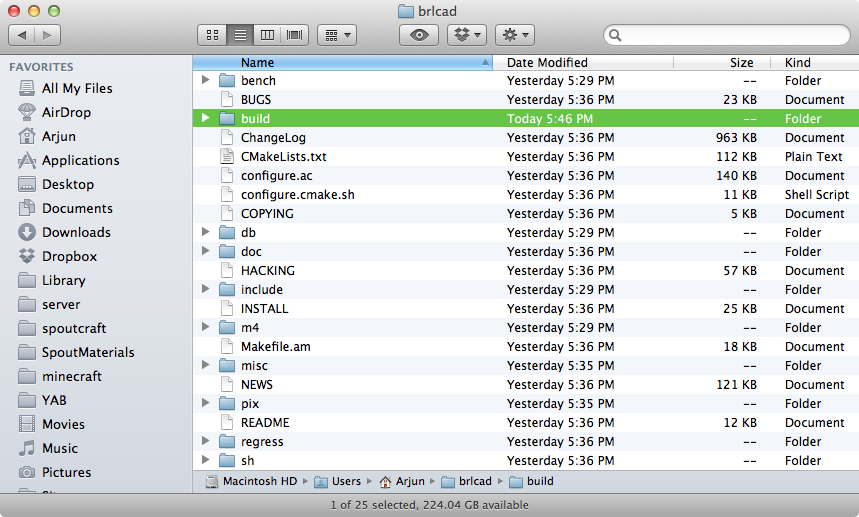 brlcad
FAVORITES
All My Files
AirDrop
Arjun
Applications
Desktop
Documents
Downloads
Dropbox
Library
server
spoutcraft
SpoutMaterials
minecraft
YAB
Movies
Music
Pictures
Name Date Modified Size Kind
bench Yesterday 5:29 PM -- Folder
BUGS Yesterday 5:36 PM 23 KB Document
build Today 5:46 PM -- Folder
ChangeLog Yesterday 5:36 PM 963 KB Document
CMakeLists.txt Yesterday 5:36 PM 112 KB Plain Text
configure.ac Yesterday 5:36 PM 140 KB Document
configure.cmake.sh Yesterday 5:36 PM 11 KB Shell Script
COPYING Yesterday 5:36 PM 5 KB Document
db Yesterday 5:36 PM -- Folder
doc Yesterday 5:36 PM -- Folder
HACKING Yesterday 5:36 PM 57 KB Document
include Yesterday 5:29 PM -- Folder
INSTALL Yesterday 5:36 PM 25 KB Document
m4 Yesterday 5:29 PM -- Folder
Makefile.am Yesterday 5:36 PM 18 KB Document
misc Yesterday 5:35 PM -- Folder
NEWS Yesterday 5:36 PM 121 KB Document
pix Yesterday 5:35 PM -- Folder
README Yesterday 5:36 PM 12 KB Document
regress Yesterday 5:36 PM -- Folder
sh Yesterday 5:36 PM -- Folder
Macintosh HD ▸ Users ▸ Arjun ▸ brlcad ▸ build
1 of 25 selected, 224.04 GB available